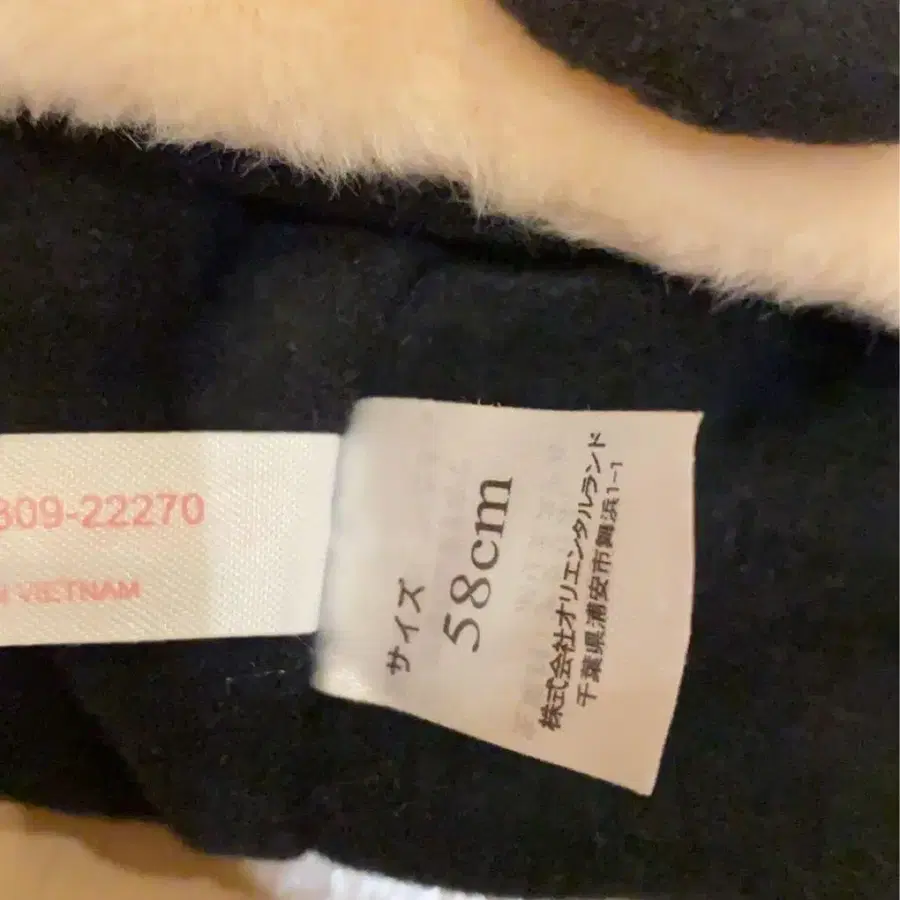 309-22270
VIETNAM
サイズ
58cm
株式会社オリエンタルランド
千葉県浦安市舞浜1-1